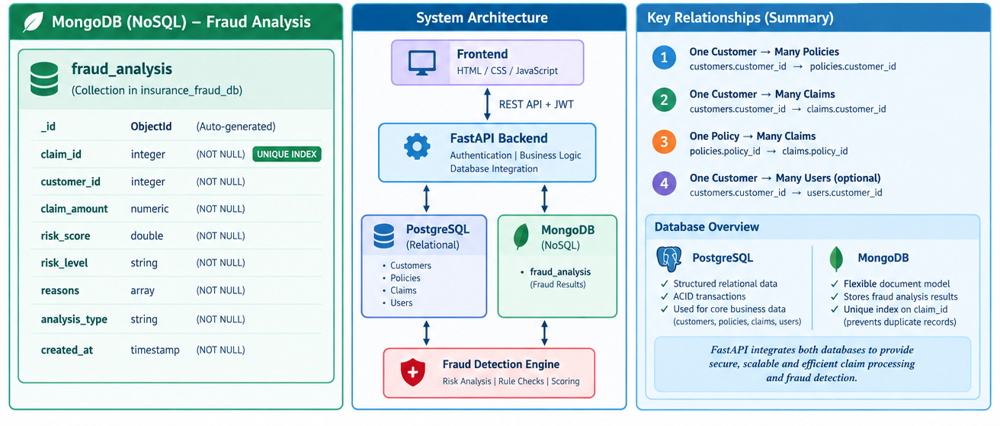 MongoDB (NoSQL) – Fraud Analysis
fraud_analysis
(Collection in insurance_fraud_db)
_id ObjectId (Auto-generated)
claim_id integer (NOT NULL) UNIQUE INDEX
customer_id integer (NOT NULL)
claim_amount numeric (NOT NULL)
risk_score double (NOT NULL)
risk_level string (NOT NULL)
reasons array (NOT NULL)
analysis_type string (NOT NULL)
created_at timestamp (NOT NULL)
System Architecture
Frontend
HTML / CSS / JavaScript
REST API + JWT
FastAPI Backend
Authentication | Business Logic
Database Integration
PostgreSQL
(Relational)
• Customers
• Policies
• Claims
• Users
MongoDB
(NoSQL)
• fraud_analysis
(Fraud Results)
Fraud Detection Engine
Risk Analysis | Rule Checks | Scoring
Key Relationships (Summary)
1 One Customer → Many Policies
customers.customer_id → policies.customer_id
2 One Customer → Many Claims
customers.customer_id → claims.customer_id
3 One Policy → Many Claims
policies.policy_id → claims.policy_id
4 One Customer → Many Users (optional)
customers.customer_id → users.customer_id
Database Overview
PostgreSQL
✓ Structured relational data
✓ ACID transactions
✓ Used for core business data
(customers, policies, claims, users)
MongoDB
✓ Flexible document model
✓ Stores fraud analysis results
✓ Unique index on claim_id
(prevents duplicate records)
FastAPI integrates both databases to provide
secure, scalable and efficient claim processing
and fraud detection.